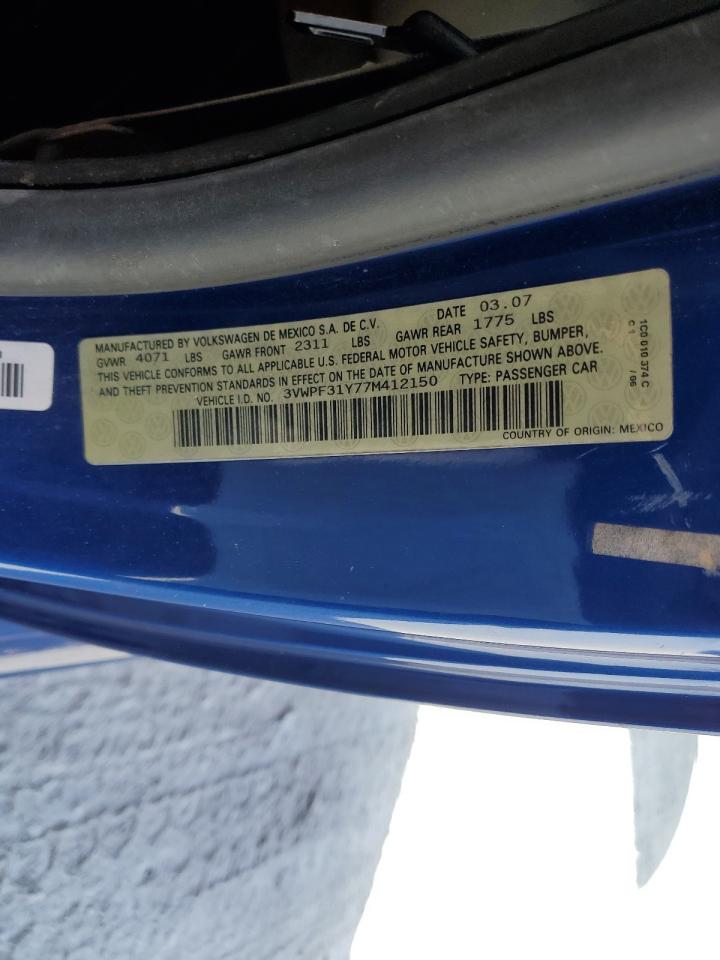 MANUFACTURED BY VOLKSWAGEN DE MEXICO S.A. DE C.V. DATE 03.07
GVWR 4071 LBS GAWR FRONT 2311 LBS GAWR REAR 1775 LBS
THIS VEHICLE CONFORMS TO ALL APPLICABLE U.S. FEDERAL MOTOR VEHICLE SAFETY, BUMPER,
AND THEFT PREVENTION STANDARDS IN EFFECT ON THE DATE OF MANUFACTURE SHOWN ABOVE.
VEHICLE I.D. NO. 3VWPF31Y77M412150 TYPE: PASSENGER CAR
COUNTRY OF ORIGIN: MEXICO
1C0 010 374 C
C1 /06